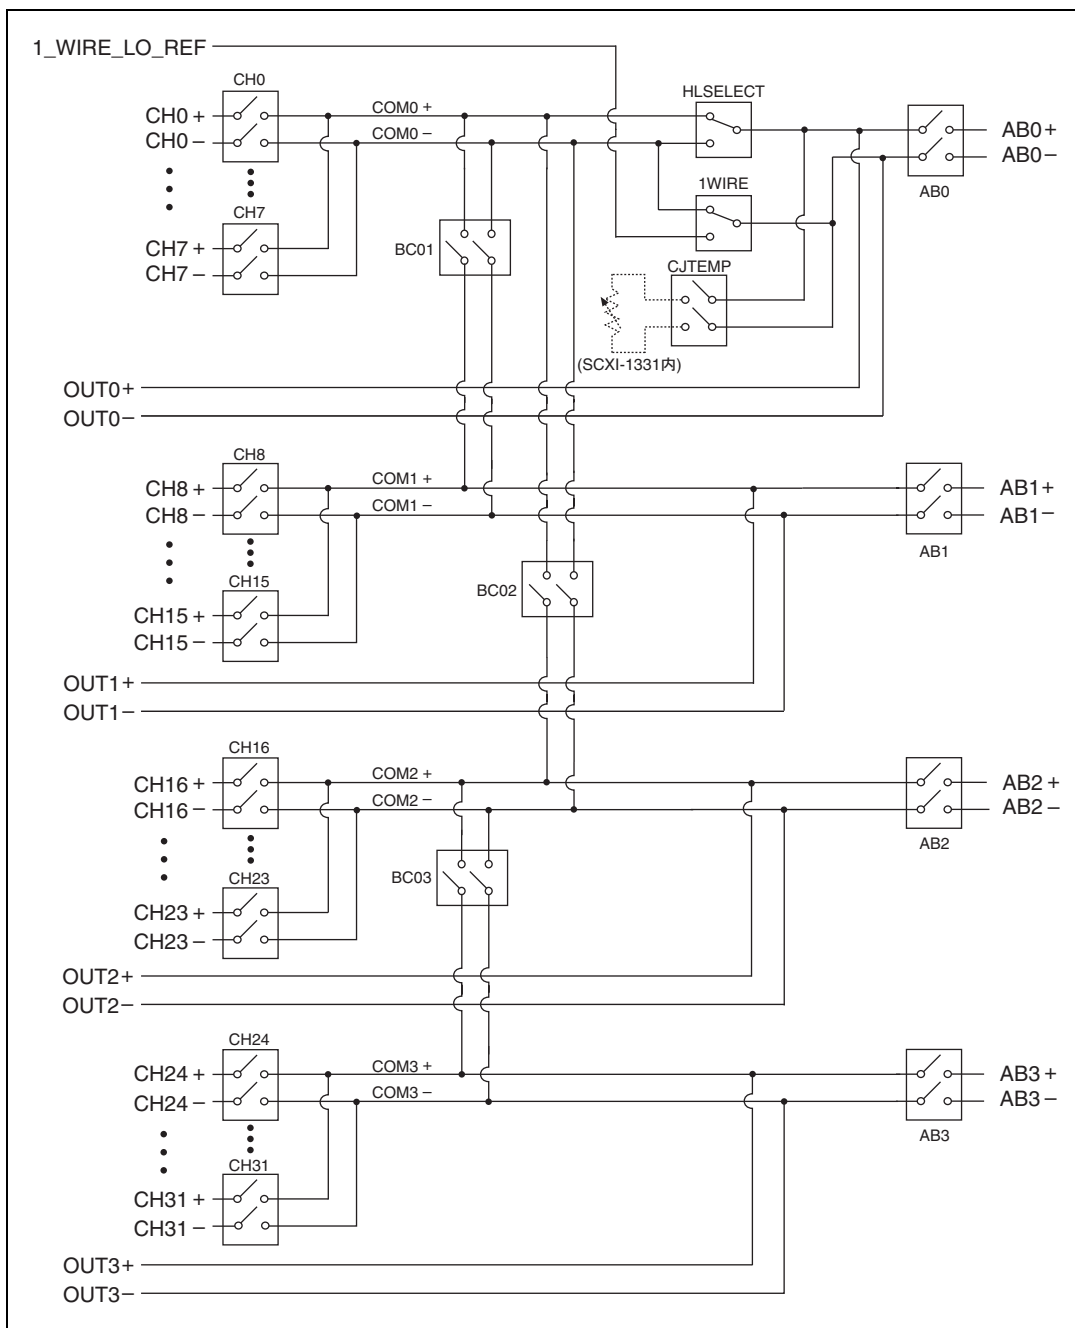 1_WIRE_LO_REF
CH0
CH0+
CH0−
COM0 +
COM0 −
HLSELECT
AB0+
AB0−
AB0
1WIRE
CH7
CH7+
CH7−
BC01
CJTEMP
(SCXI-1331内)
OUT0+
OUT0−
CH8
CH8+
CH8−
COM1 +
COM1 −
AB1+
AB1−
AB1
BC02
CH15
CH15+
CH15−
OUT1+
OUT1−
CH16
CH16+
CH16−
COM2 +
COM2 −
AB2+
AB2−
AB2
BC03
CH23
CH23+
CH23−
OUT2+
OUT2−
CH24
CH24+
CH24−
COM3 +
COM3 −
AB3+
AB3−
AB3
CH31
CH31+
CH31−
OUT3+
OUT3−